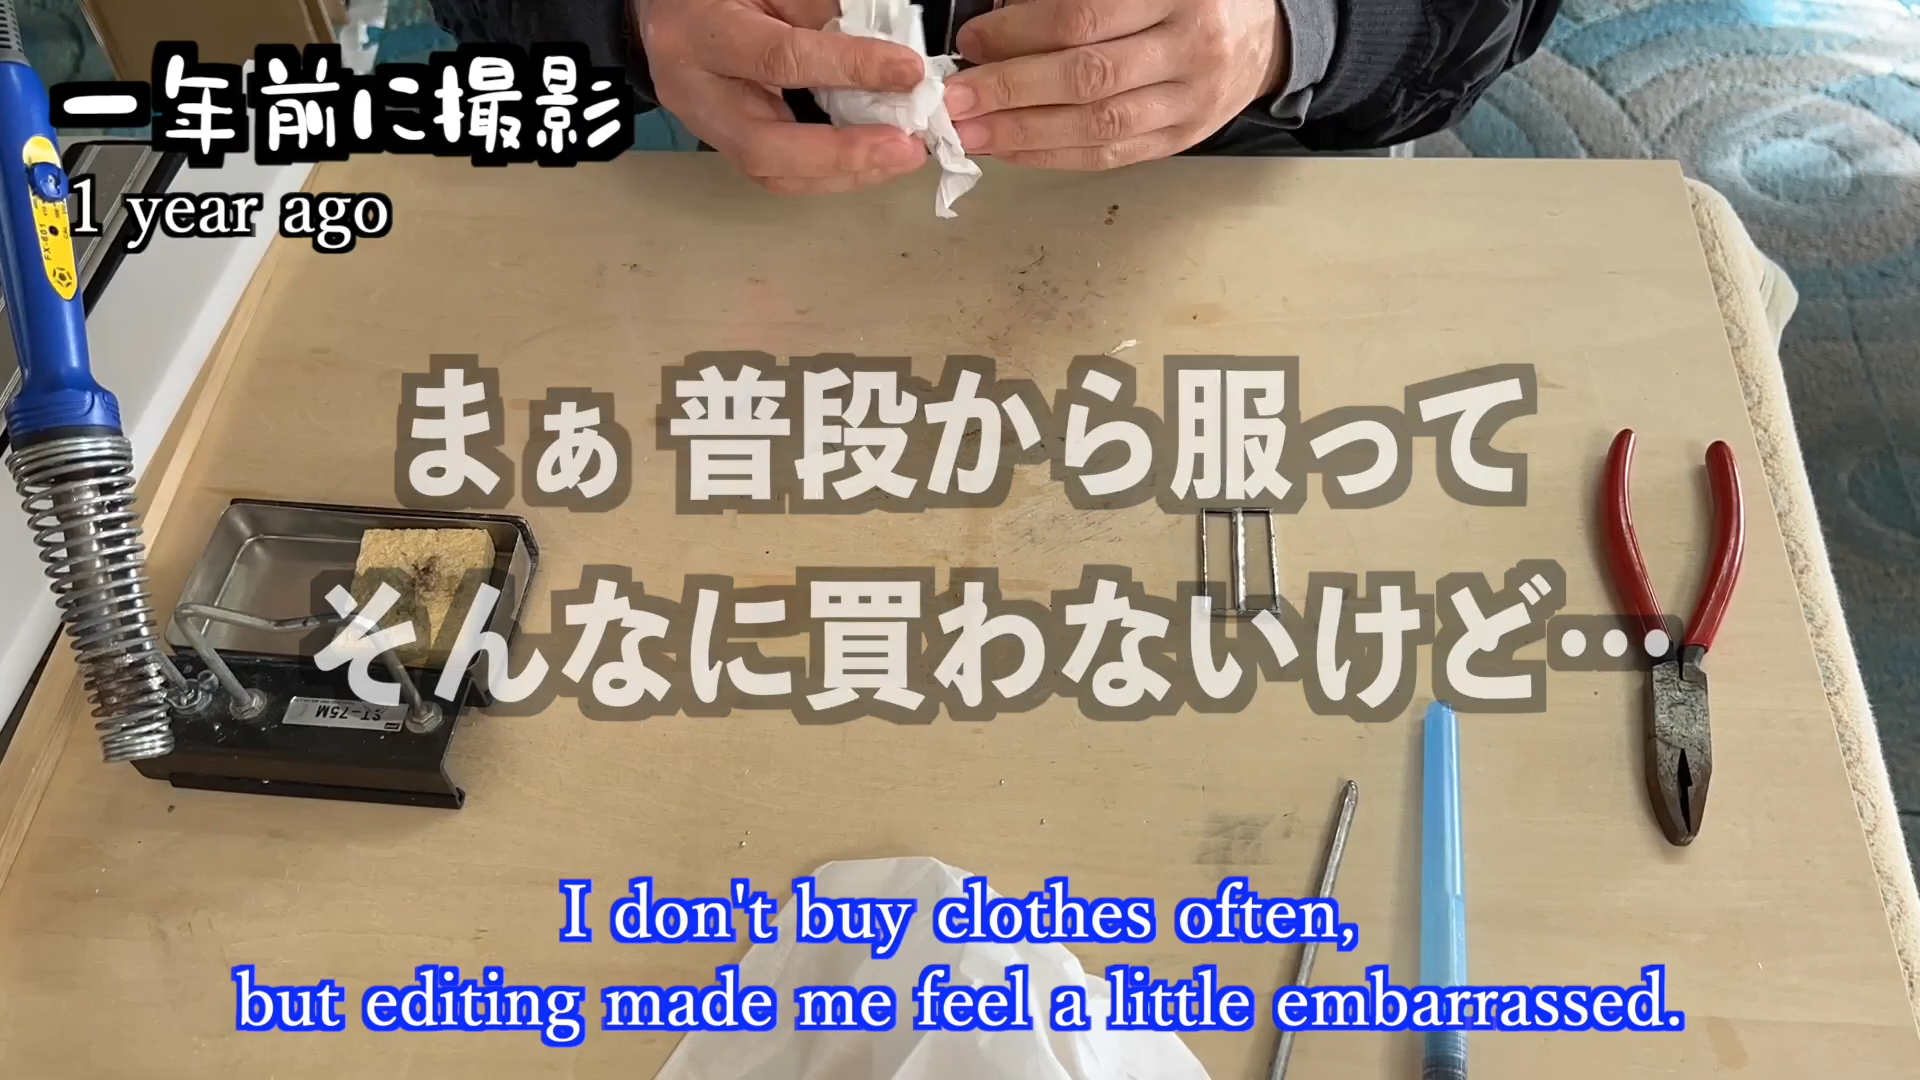 一年前に撮影
1 year ago
FX-601
まぁ 普段から服って
そんなに買わないけど…
ST-75M
I don't buy clothes often,
but editing made me feel a little embarrassed.